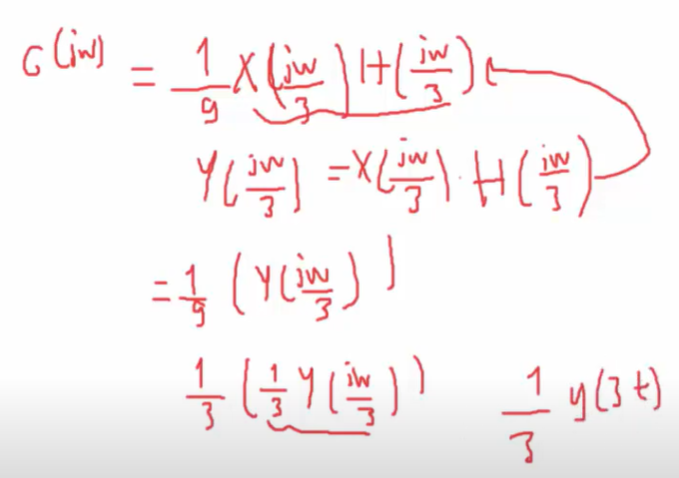 G(jw) = 1/9 X(jw/3) H(jw/3)
Y(jw/3) = X(jw/3) · H(jw/3)
= 1/9 (Y(jw/3))
1/3 (1/3 Y(jw/3)) 1/3 y(3t)